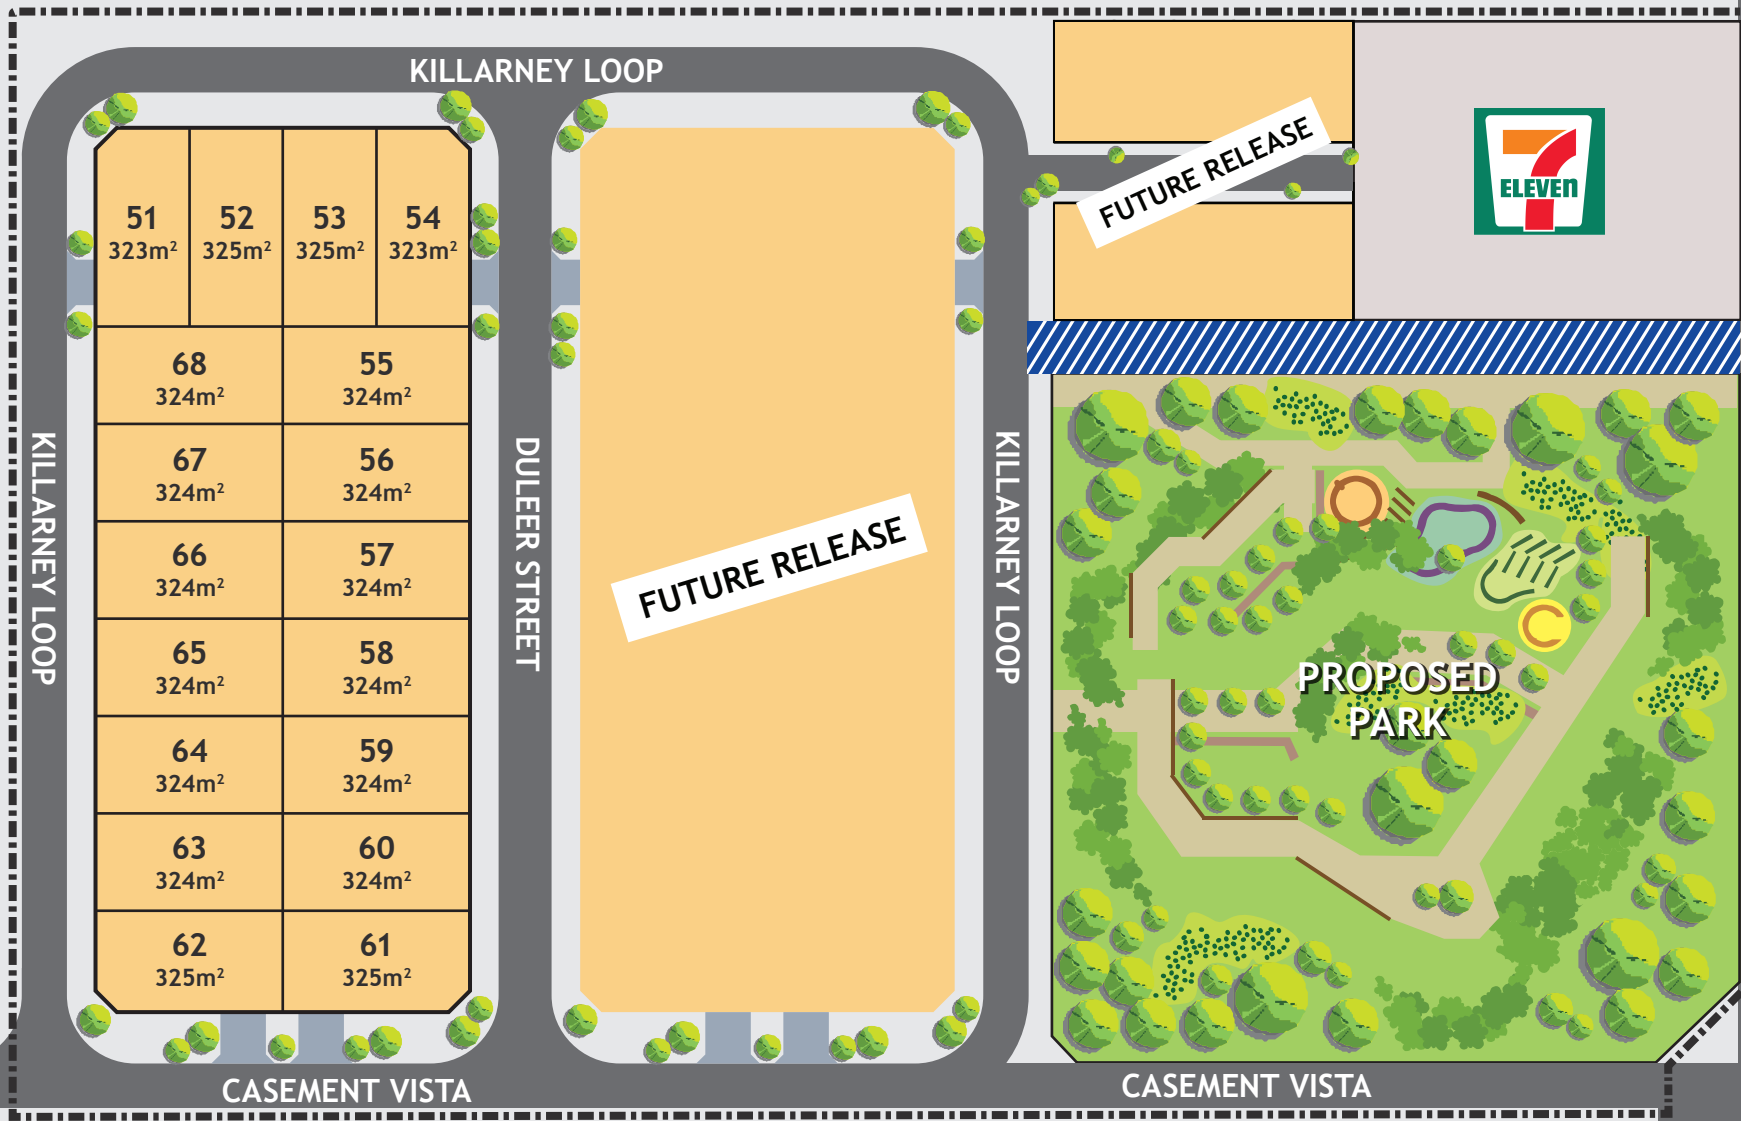 KILLARNEY LOOP
FUTURE RELEASE
7
ELEVEn
51
323m²
52
325m²
53
325m²
54
323m²
68
324m²
55
324m²
67
324m²
56
324m²
66
324m²
57
324m²
65
324m²
58
324m²
64
324m²
59
324m²
63
324m²
60
324m²
62
325m²
61
325m²
KILLARNEY LOOP
DULEER STREET
FUTURE RELEASE
KILLARNEY LOOP
PROPOSED
PARK
CASEMENT VISTA
CASEMENT VISTA